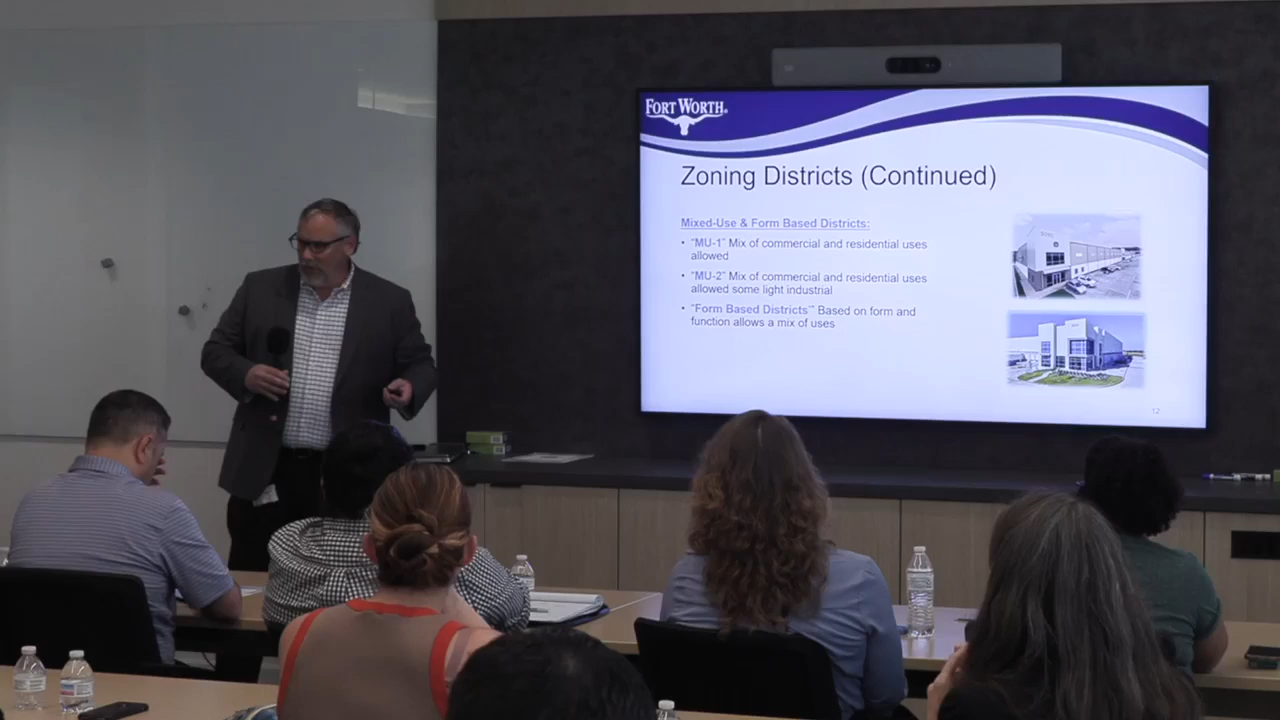 FORT WORTH®
Zoning Districts (Continued)
Mixed-Use & Form Based Districts:
• "MU-1" Mix of commercial and residential uses
allowed
• "MU-2" Mix of commercial and residential uses
allowed some light industrial
• "Form Based Districts'" Based on form and
function allows a mix of uses
12